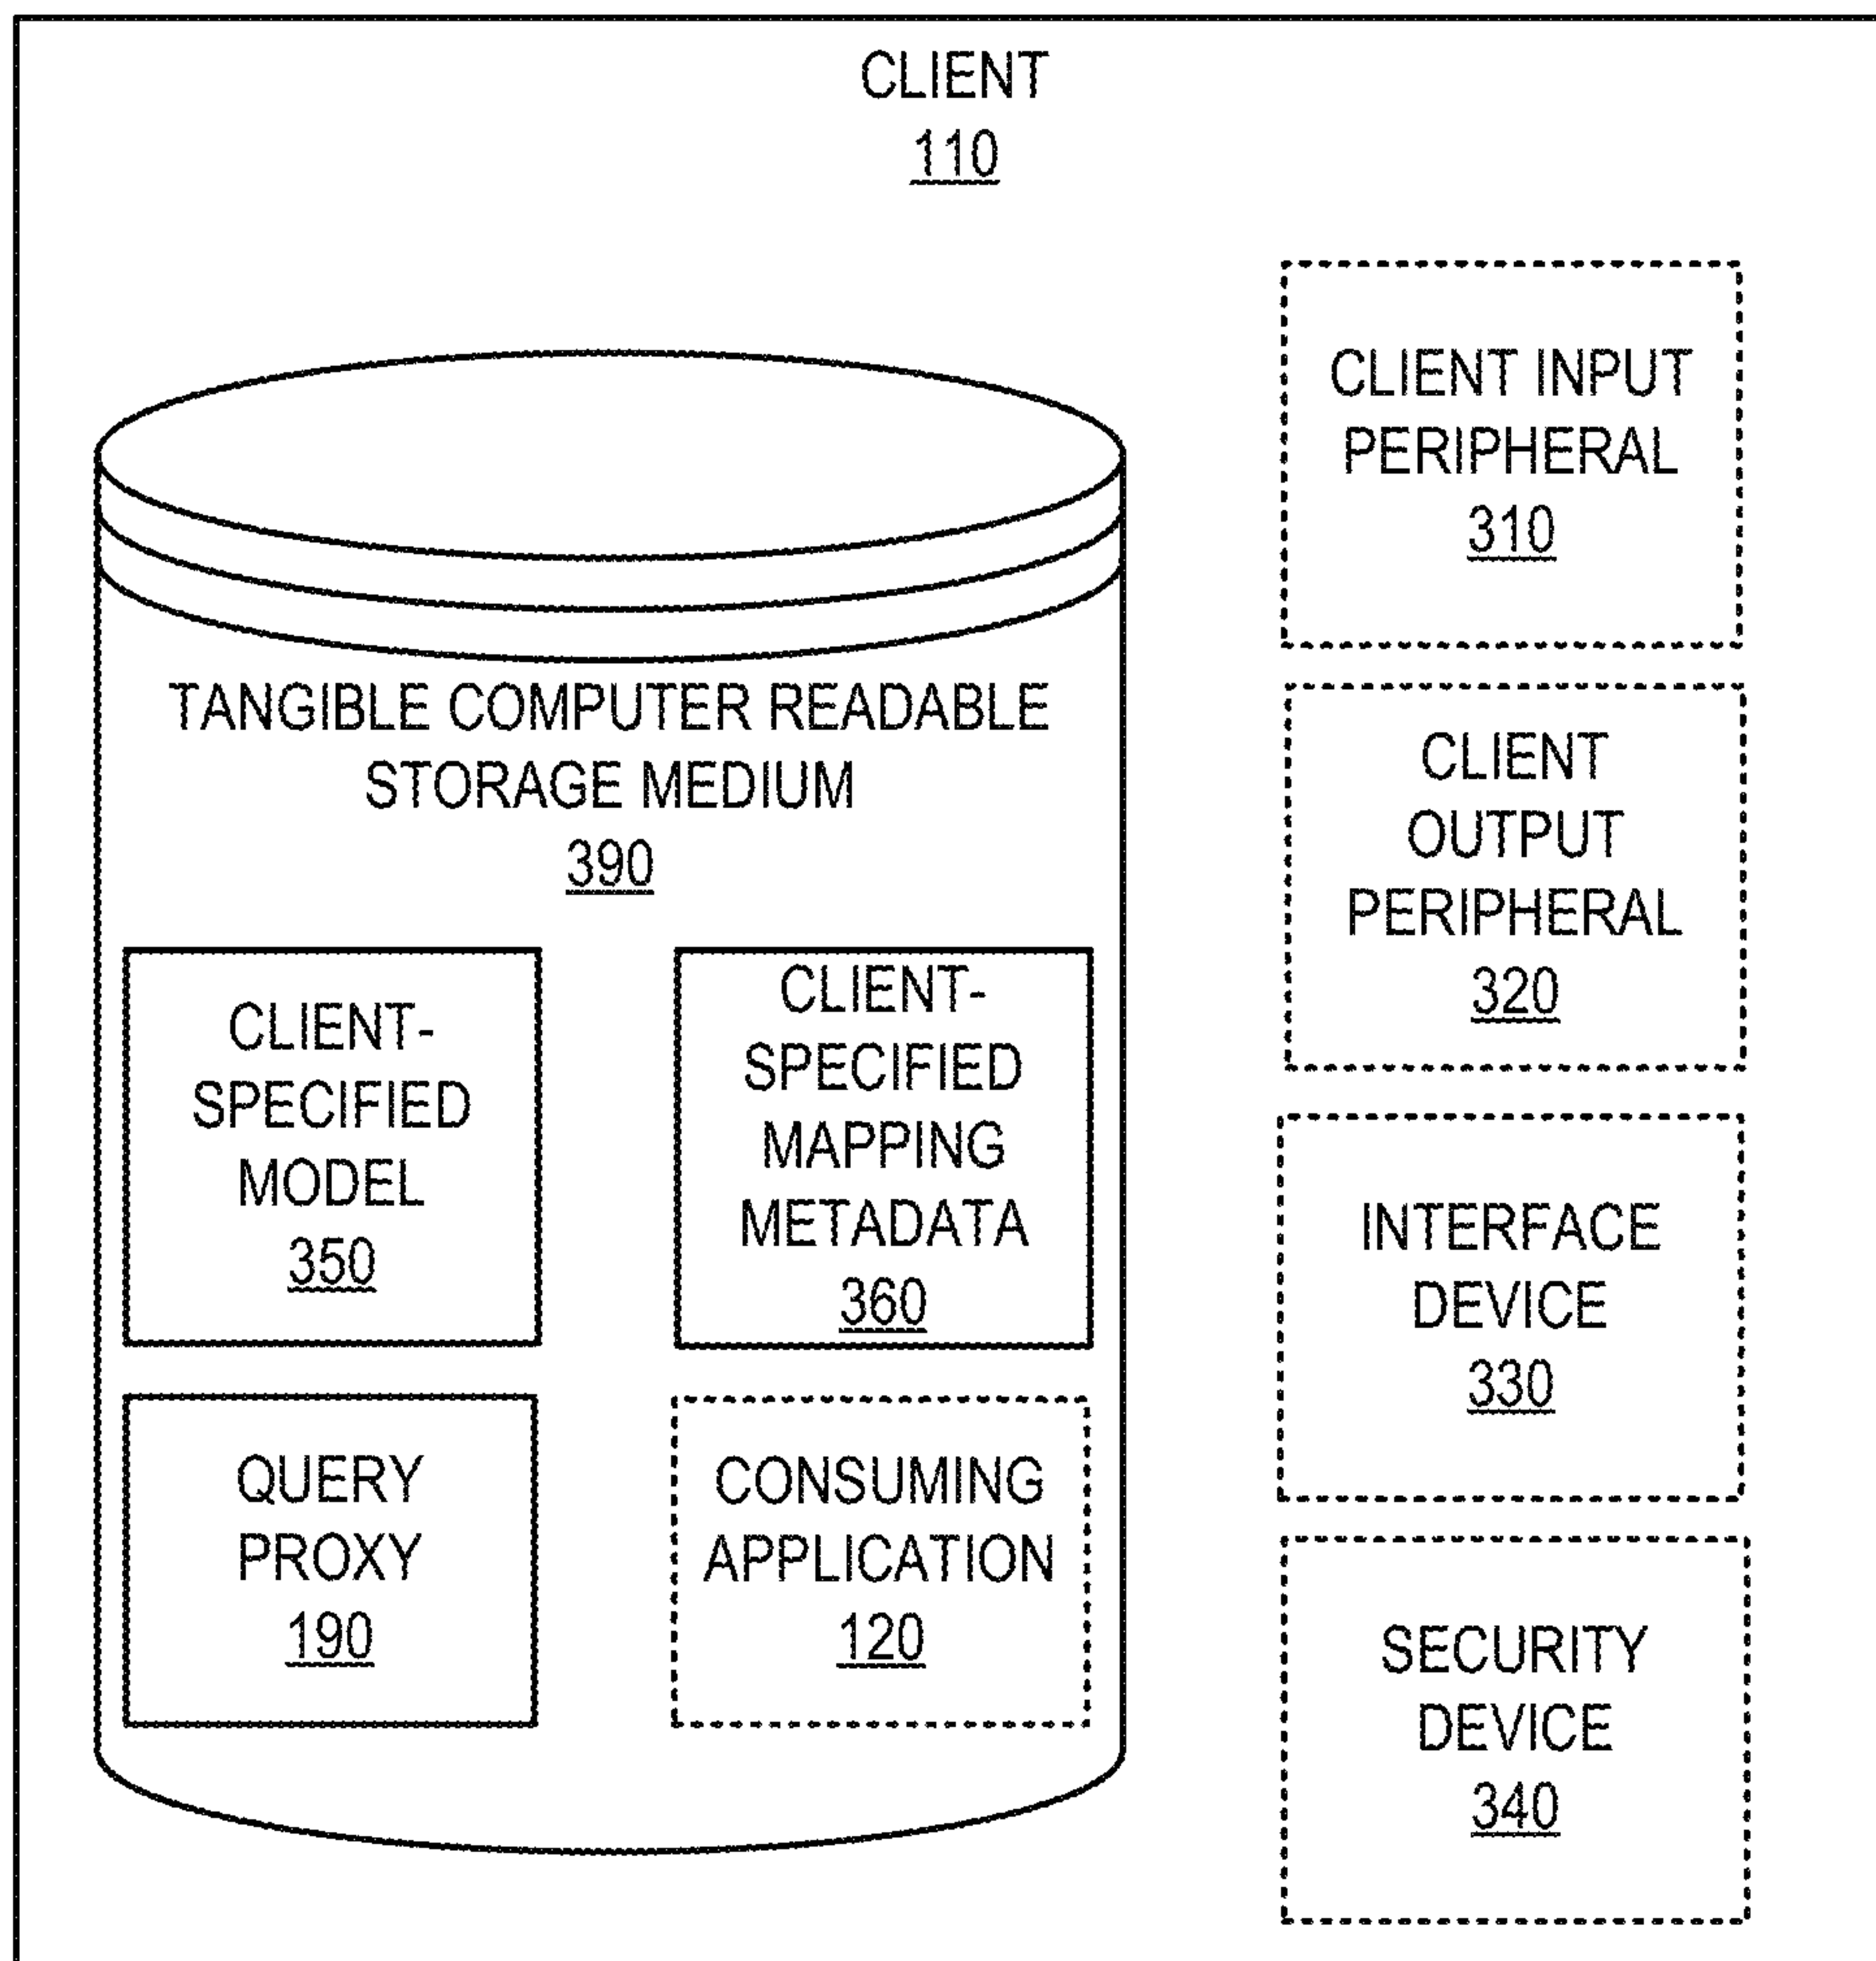 CLIENT
110
TANGIBLE COMPUTER READABLE
STORAGE MEDIUM
390
CLIENT-
SPECIFIED
MODEL
350
CLIENT-
SPECIFIED
MAPPING
METADATA
360
QUERY
PROXY
190
CONSUMING
APPLICATION
120
CLIENT INPUT
PERIPHERAL
310
CLIENT
OUTPUT
PERIPHERAL
320
INTERFACE
DEVICE
330
SECURITY
DEVICE
340